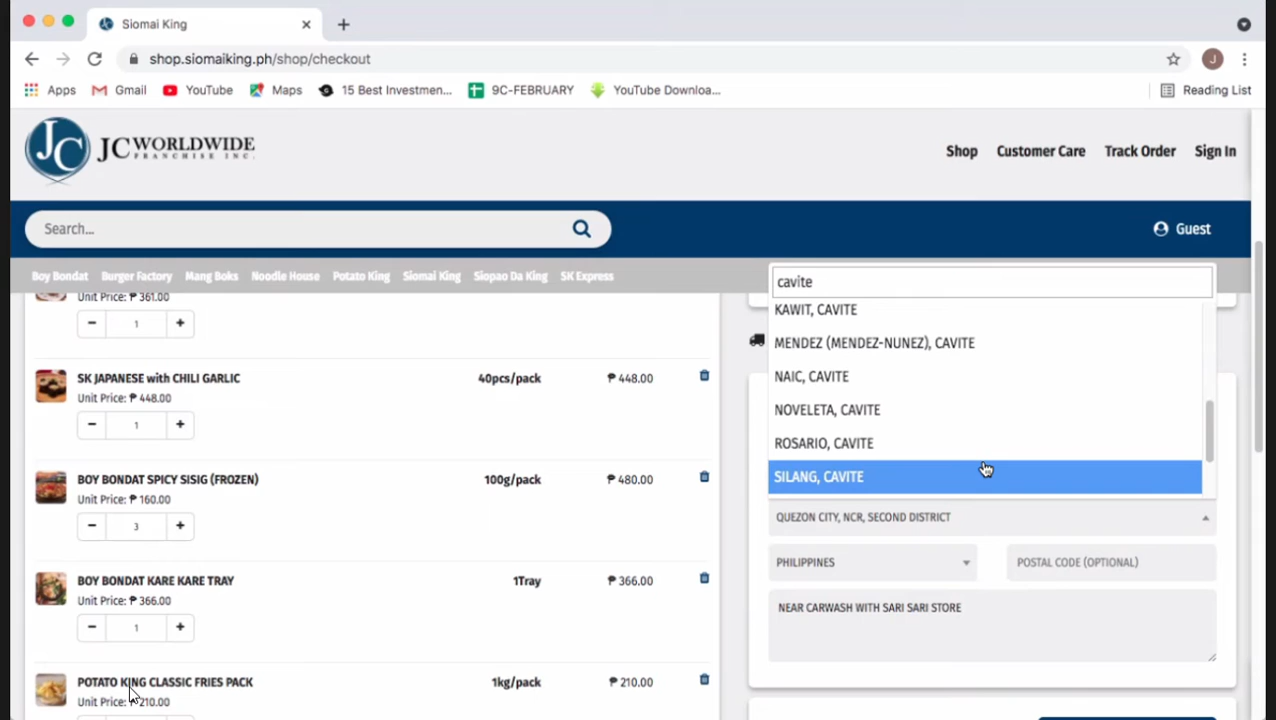 Siomai King
shop.siomaiking.ph/shop/checkout
Apps Gmail YouTube Maps 15 Best Investmen... 9C-FEBRUARY YouTube Downloa... Reading List
J
JC WORLDWIDE
FRANCHISE INC.
Shop Customer Care Track Order Sign In
Search...
Guest
Boy Bondat Burger Factory Mang Boks Noodle House Potato King Siomai King Siopao Da King SK Express
Unit Price: ₱ 361.00
1
SK JAPANESE with CHILI GARLIC 40pcs/pack ₱ 448.00
Unit Price: ₱ 448.00
1
BOY BONDAT SPICY SISIG (FROZEN) 100g/pack ₱ 480.00
Unit Price: ₱ 160.00
3
BOY BONDAT KARE KARE TRAY 1Tray ₱ 366.00
Unit Price: ₱ 366.00
1
POTATO KING CLASSIC FRIES PACK 1kg/pack ₱ 210.00
Unit Price: ₱ 210.00
cavite
KAWIT, CAVITE
MENDEZ (MENDEZ-NUNEZ), CAVITE
NAIC, CAVITE
NOVELETA, CAVITE
ROSARIO, CAVITE
SILANG, CAVITE
QUEZON CITY, NCR, SECOND DISTRICT
PHILIPPINES POSTAL CODE (OPTIONAL)
NEAR CARWASH WITH SARI SARI STORE